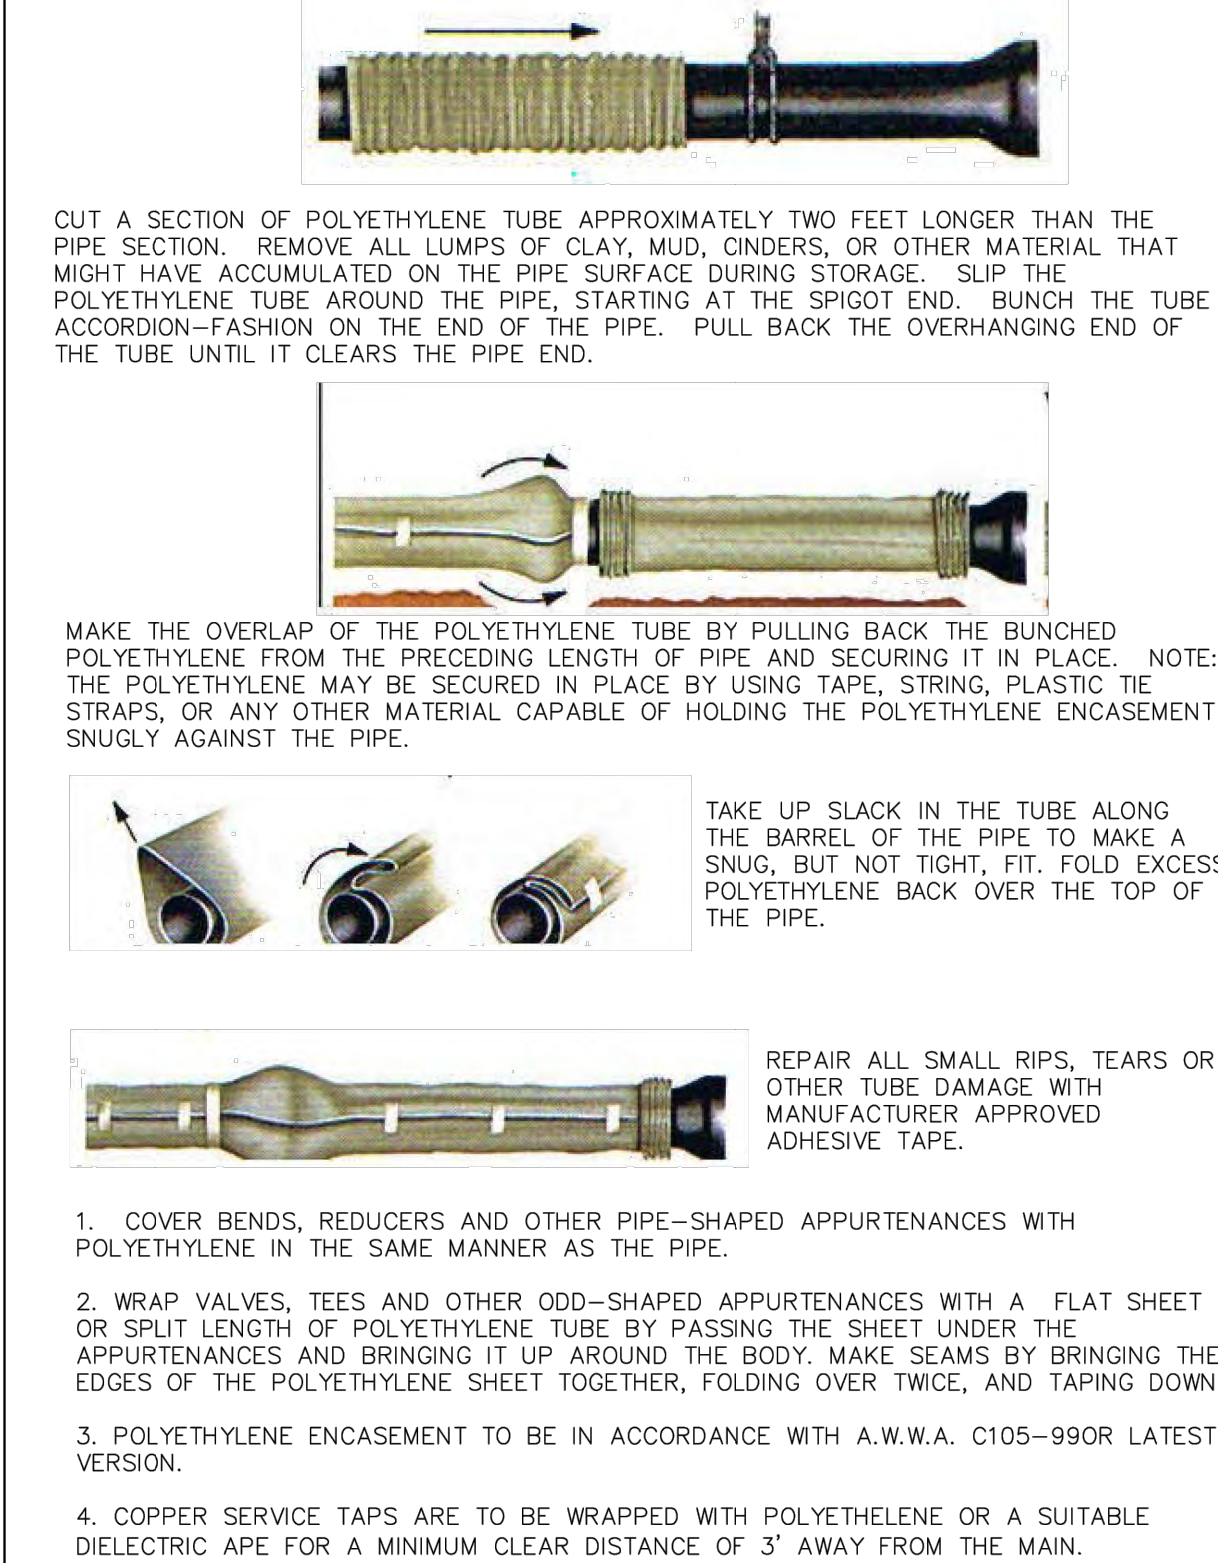 CUT A SECTION OF POLYETHYLENE TUBE APPROXIMATELY TWO FEET LONGER THAN THE
PIPE SECTION. REMOVE ALL LUMPS OF CLAY, MUD, CINDERS, OR OTHER MATERIAL THAT
MIGHT HAVE ACCUMULATED ON THE PIPE SURFACE DURING STORAGE. SLIP THE
POLYETHYLENE TUBE AROUND THE PIPE, STARTING AT THE SPIGOT END. BUNCH THE TUBE
ACCORDION–FASHION ON THE END OF THE PIPE. PULL BACK THE OVERHANGING END OF
THE TUBE UNTIL IT CLEARS THE PIPE END.
MAKE THE OVERLAP OF THE POLYETHYLENE TUBE BY PULLING BACK THE BUNCHED
POLYETHYLENE FROM THE PRECEDING LENGTH OF PIPE AND SECURING IT IN PLACE. NOTE:
THE POLYETHYLENE MAY BE SECURED IN PLACE BY USING TAPE, STRING, PLASTIC TIE
STRAPS, OR ANY OTHER MATERIAL CAPABLE OF HOLDING THE POLYETHYLENE ENCASEMENT
SNUGLY AGAINST THE PIPE.
TAKE UP SLACK IN THE TUBE ALONG
THE BARREL OF THE PIPE TO MAKE A
SNUG, BUT NOT TIGHT, FIT. FOLD EXCESS
POLYETHYLENE BACK OVER THE TOP OF
THE PIPE.
REPAIR ALL SMALL RIPS, TEARS OR
OTHER TUBE DAMAGE WITH
MANUFACTURER APPROVED
ADHESIVE TAPE.
1. COVER BENDS, REDUCERS AND OTHER PIPE–SHAPED APPURTENANCES WITH
POLYETHYLENE IN THE SAME MANNER AS THE PIPE.
2. WRAP VALVES, TEES AND OTHER ODD–SHAPED APPURTENANCES WITH A FLAT SHEET
OR SPLIT LENGTH OF POLYETHYLENE TUBE BY PASSING THE SHEET UNDER THE
APPURTENANCES AND BRINGING IT UP AROUND THE BODY. MAKE SEAMS BY BRINGING THE
EDGES OF THE POLYETHYLENE SHEET TOGETHER, FOLDING OVER TWICE, AND TAPING DOWN
3. POLYETHYLENE ENCASEMENT TO BE IN ACCORDANCE WITH A.W.W.A. C105–99OR LATEST
VERSION.
4. COPPER SERVICE TAPS ARE TO BE WRAPPED WITH POLYETHELENE OR A SUITABLE
DIELECTRIC APE FOR A MINIMUM CLEAR DISTANCE OF 3' AWAY FROM THE MAIN.